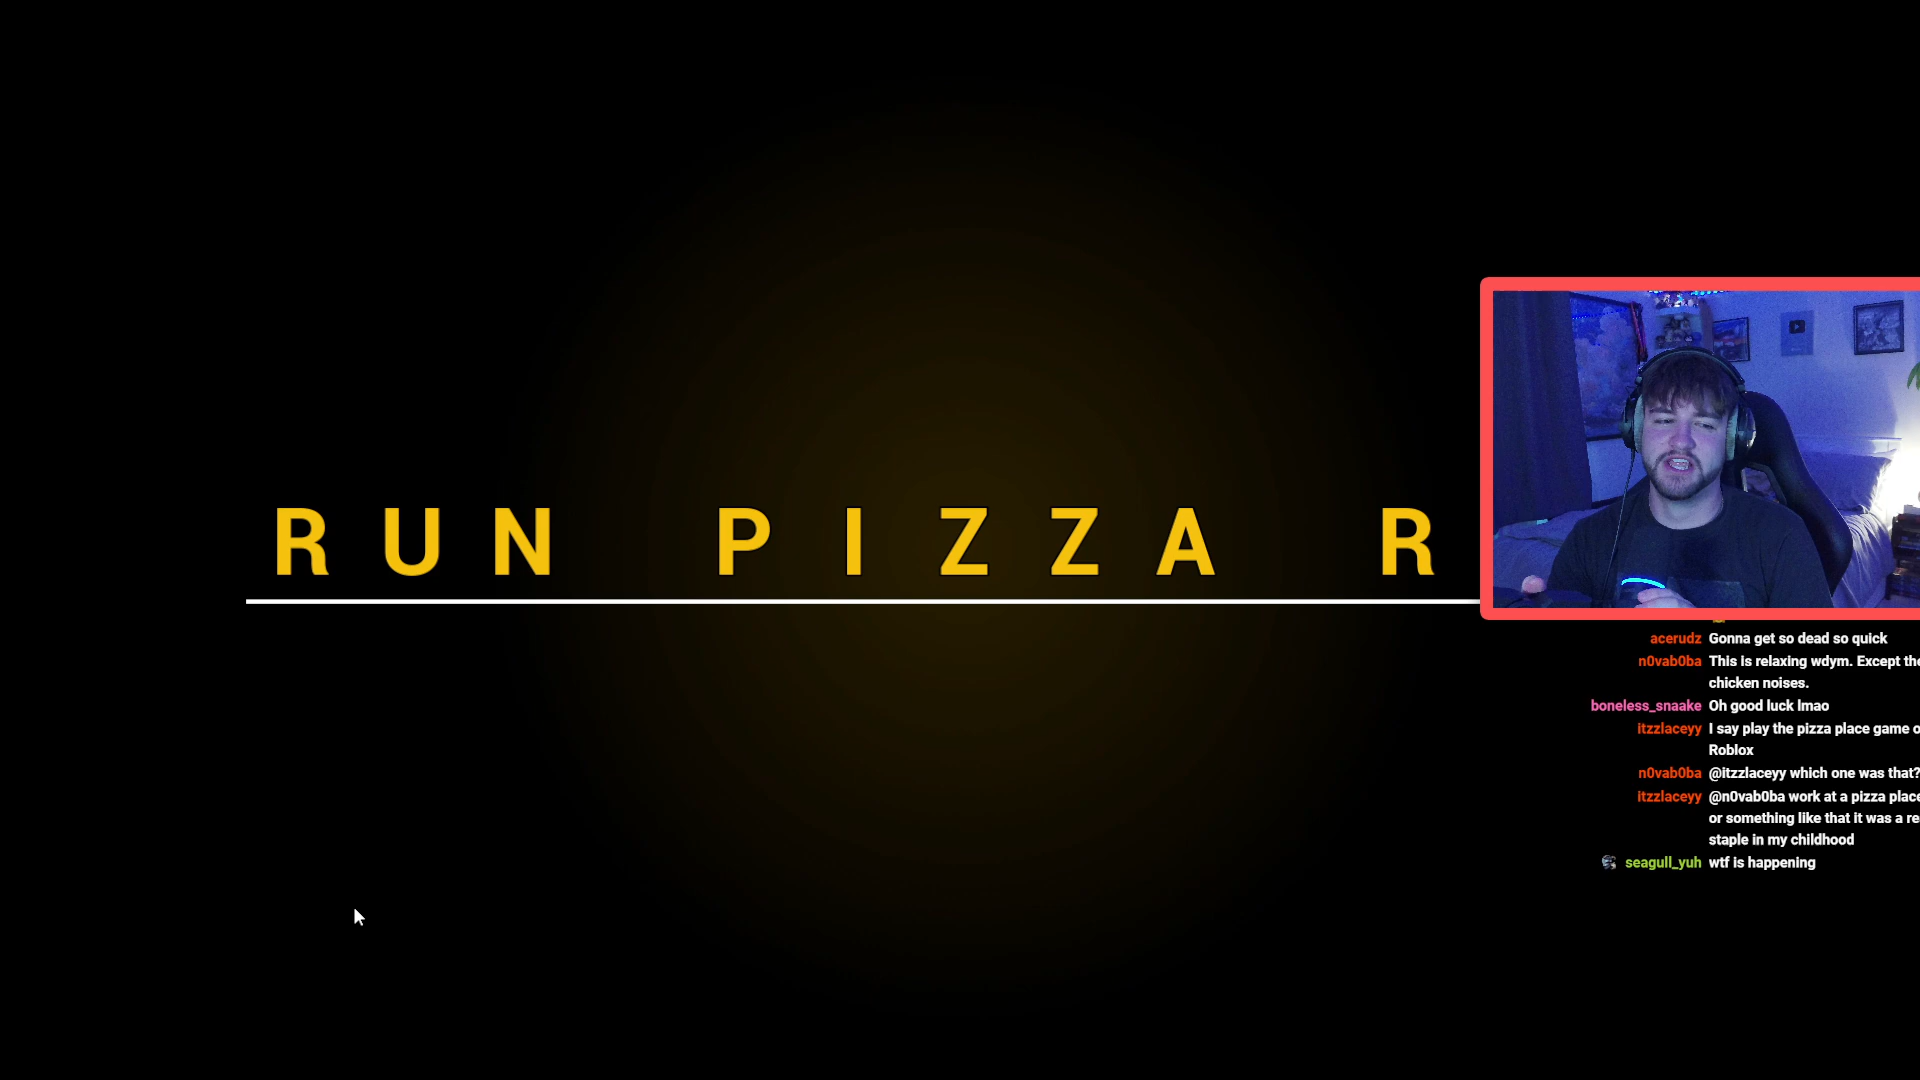 RUN PIZZA R
acerudz Gonna get so dead so quick
n0vab0ba This is relaxing wdym. Except the
chicken noises.
boneless_snaake Oh good luck lmao
itzzlaceyy I say play the pizza place game o
Roblox
n0vab0ba @itzzlaceyy which one was that?
itzzlaceyy @n0vab0ba work at a pizza place
or something like that it was a re
staple in my childhood
seagull_yuh wtf is happening